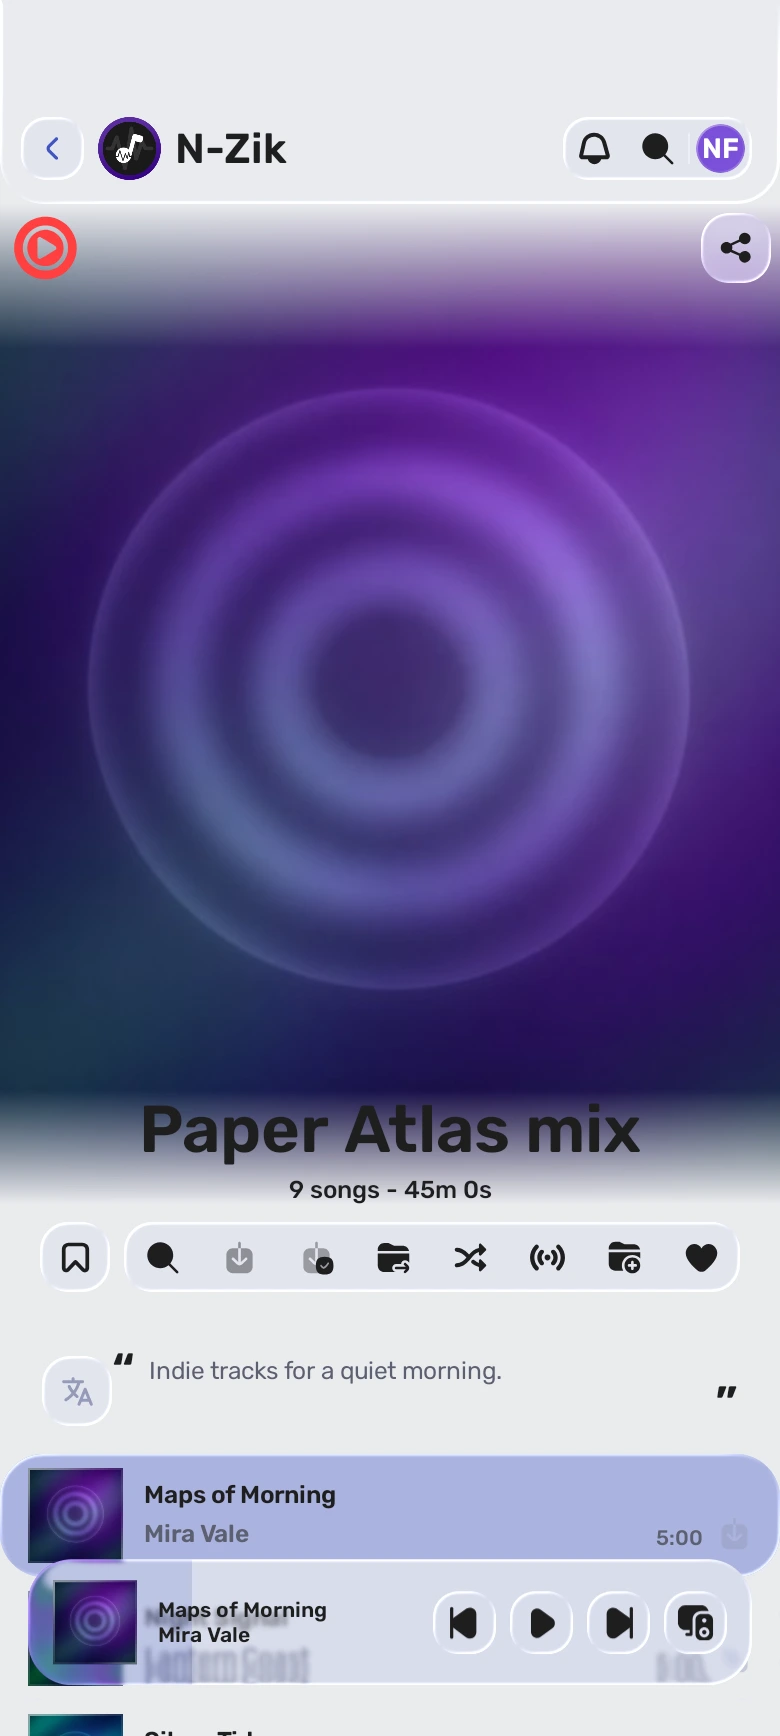 N-Zik
NF
Paper Atlas mix
9 songs - 45m 0s
“ Indie tracks for a quiet morning. ”
Maps of Morning
Mira Vale
5:00
Maps of Morning
Mira Vale